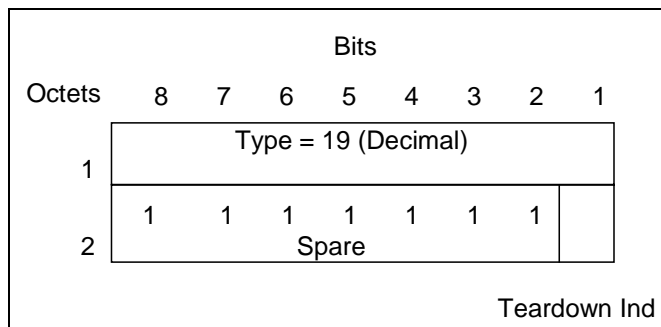 Bits
Octets 8 7 6 5 4 3 2 1
Type = 19 (Decimal)
1
1 1 1 1 1 1 1
2 Spare
Teardown Ind